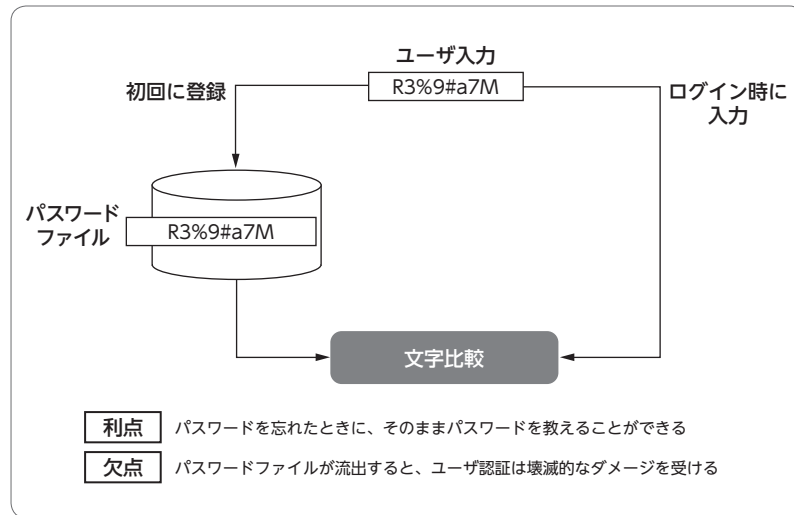 ユーザ入力
R3%9#a7M
初回に登録
ログイン時に
入力
パスワード
ファイル
R3%9#a7M
文字比較
利点 パスワードを忘れたときに、そのままパスワードを教えることができる
欠点 パスワードファイルが流出すると、ユーザ認証は壊滅的なダメージを受ける